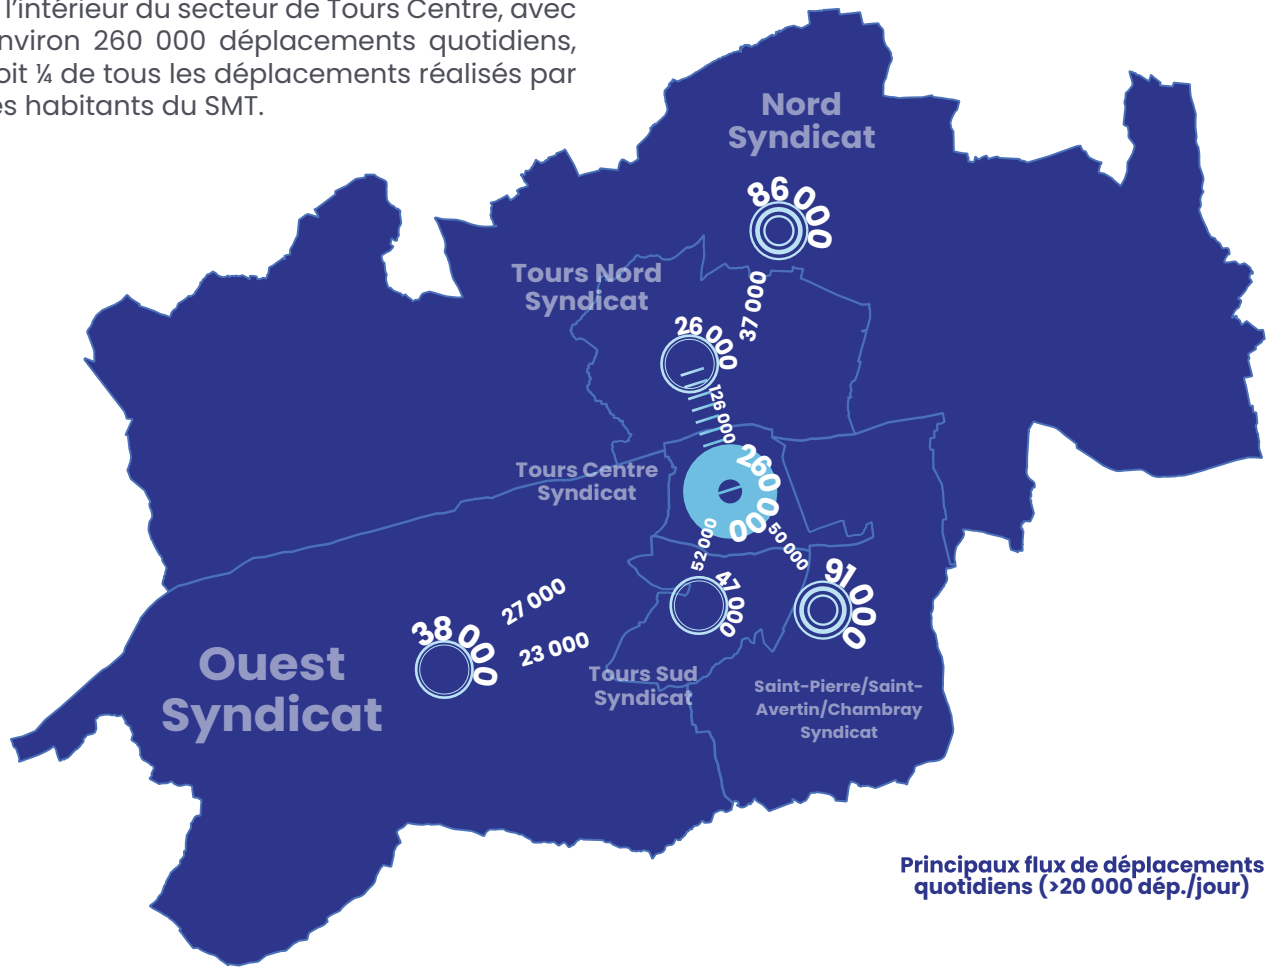 l’intérieur du secteur de Tours Centre, avec
environ 260 000 déplacements quotidiens,
soit ¼ de tous les déplacements réalisés par
les habitants du SMT.
Nord
Syndicat
86 000
Tours Nord
Syndicat
37 000
26 000
126 000
Tours Centre
Syndicat
260 000
52 000
50 000
47 000
91 000
27 000
38 000
23 000
Ouest
Syndicat
Tours Sud
Syndicat
Saint-Pierre/Saint-
Avertin/Chambray
Syndicat
Principaux flux de déplacements
quotidiens (>20 000 dép./jour)